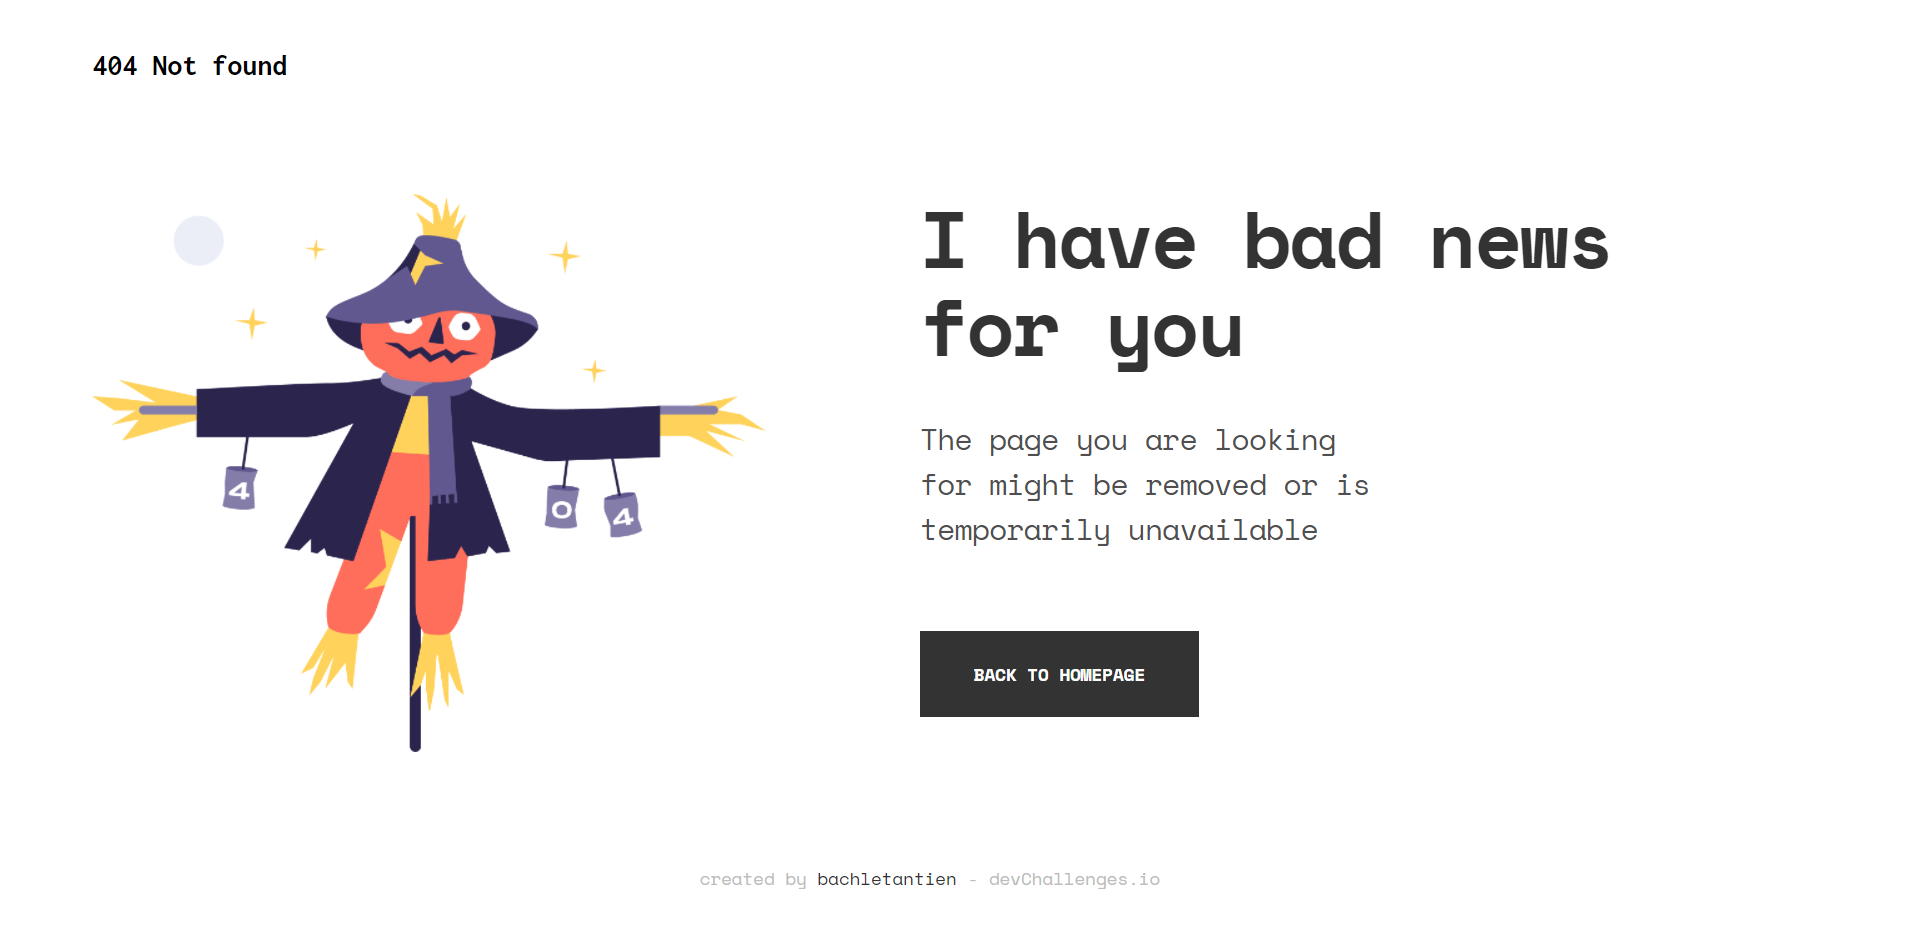 404 Not found
I have bad news
for you
The page you are looking
for might be removed or is
temporarily unavailable
4
0
4
BACK TO HOMEPAGE
created by bachletantien - devChallenges.io